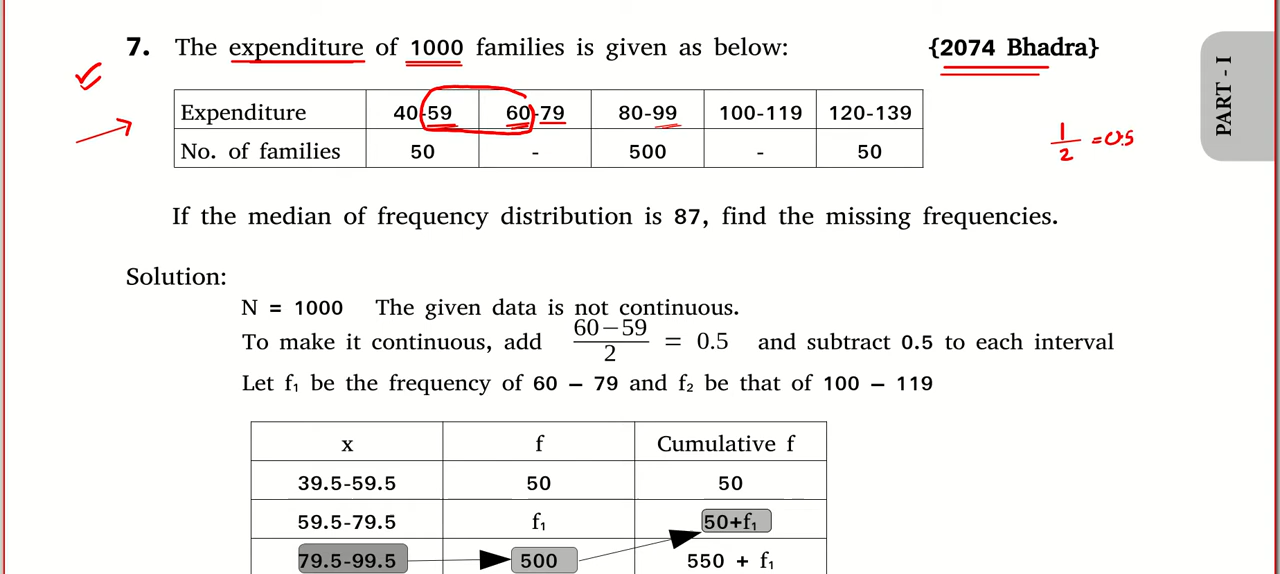 7. The expenditure of 1000 families is given as below: {2074 Bhadra}
PART - I
Expenditure 40-59 60-79 80-99 100-119 120-139
No. of families 50 - 500 - 50
1/2 = 0.5
If the median of frequency distribution is 87, find the missing frequencies.
Solution:
N = 1000 The given data is not continuous.
To make it continuous, add (60−59)/2 = 0.5 and subtract 0.5 to each interval
Let f₁ be the frequency of 60 – 79 and f₂ be that of 100 – 119
x f Cumulative f
39.5-59.5 50 50
59.5-79.5 f₁ 50+f₁
79.5-99.5 500 550 + f₁